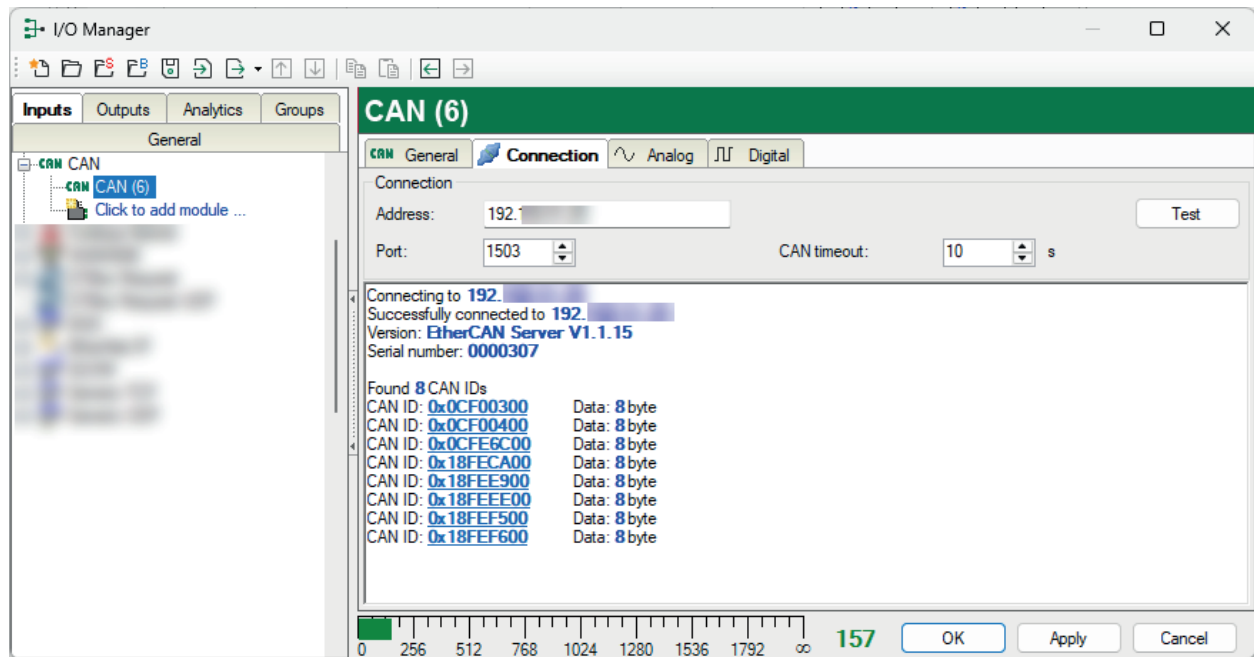 I/O Manager
Inputs Outputs Analytics Groups
General
CAN CAN
CAN CAN (6)
Click to add module ...
CAN (6)
CAN General Connection Analog Digital
Connection
Address: 192. Test
Port: 1503 CAN timeout: 10 s
Connecting to 192.
Successfully connected to 192.
Version: EtherCAN Server V1.1.15
Serial number: 0000307
Found 8 CAN IDs
CAN ID: 0x0CF00300 Data: 8 byte
CAN ID: 0x0CF00400 Data: 8 byte
CAN ID: 0x0CFE6C00 Data: 8 byte
CAN ID: 0x18FECA00 Data: 8 byte
CAN ID: 0x18FEE900 Data: 8 byte
CAN ID: 0x18FEEE00 Data: 8 byte
CAN ID: 0x18FEF500 Data: 8 byte
CAN ID: 0x18FEF600 Data: 8 byte
0 256 512 768 1024 1280 1536 1792 ∞ 157 OK Apply Cancel